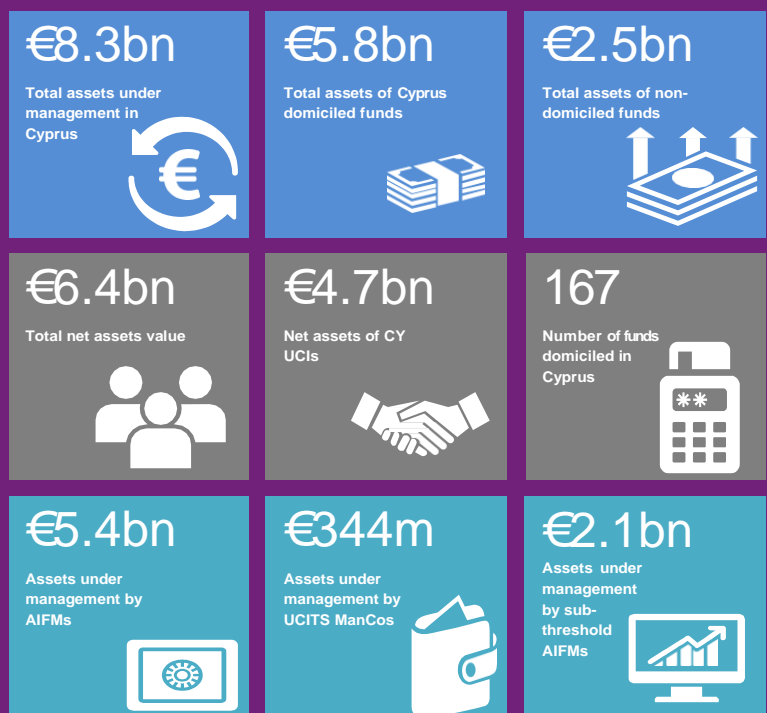 €8.3bn
Total assets under
management in
Cyprus
€
€5.8bn
Total assets of Cyprus
domiciled funds
€2.5bn
Total assets of non-
domiciled funds
€6.4bn
Total net assets value
€4.7bn
Net assets of CY
UCIs
167
Number of funds
domiciled in
Cyprus
**
€5.4bn
Assets under
management by
AIFMs
€344m
Assets under
management by
UCITS ManCos
€2.1bn
Assets under
management
by sub-
threshold
AIFMs